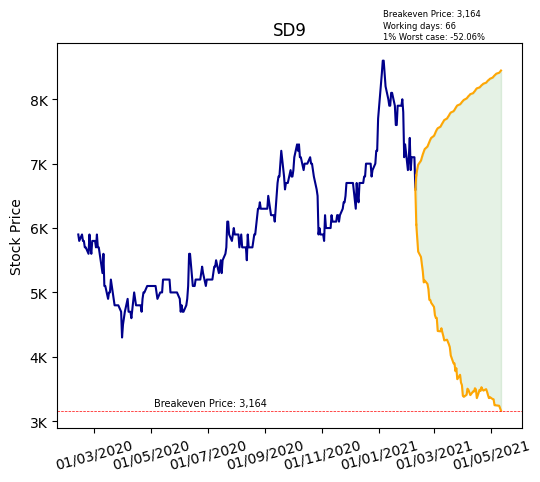 Breakeven Price: 3,164
Working days: 66
1% Worst case: -52.06%
SD9
Stock Price
8K
7K
6K
5K
4K
3K
Breakeven Price: 3,164
01/03/2020
01/05/2020
01/07/2020
01/09/2020
01/11/2020
01/01/2021
01/03/2021
01/05/2021